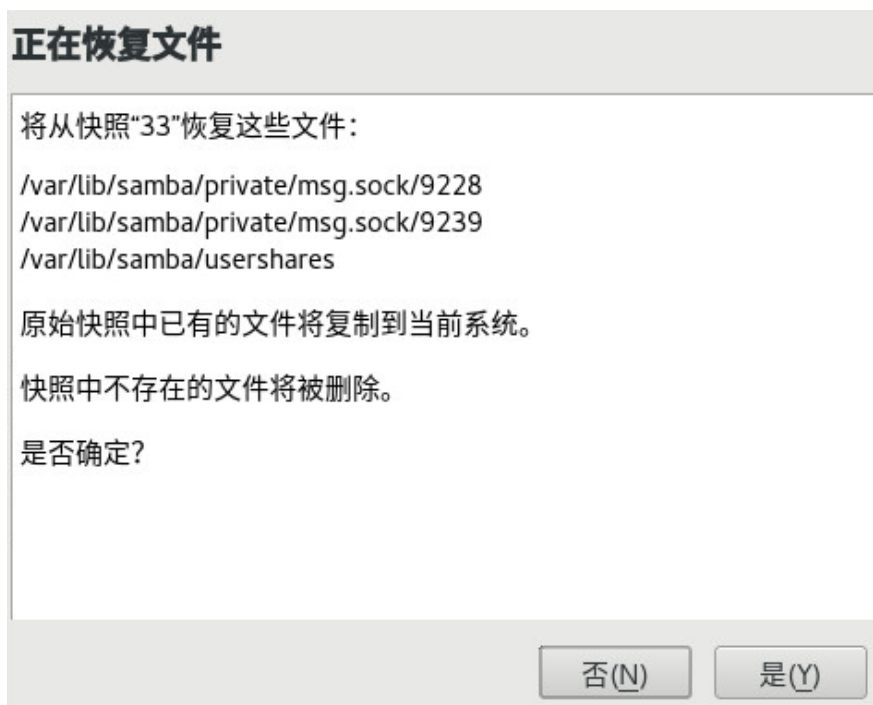 正在恢复文件
将从快照“33”恢复这些文件：
/var/lib/samba/private/msg.sock/9228
/var/lib/samba/private/msg.sock/9239
/var/lib/samba/usershares
原始快照中已有的文件将复制到当前系统。
快照中不存在的文件将被删除。
是否确定？
否(N)
是(Y)